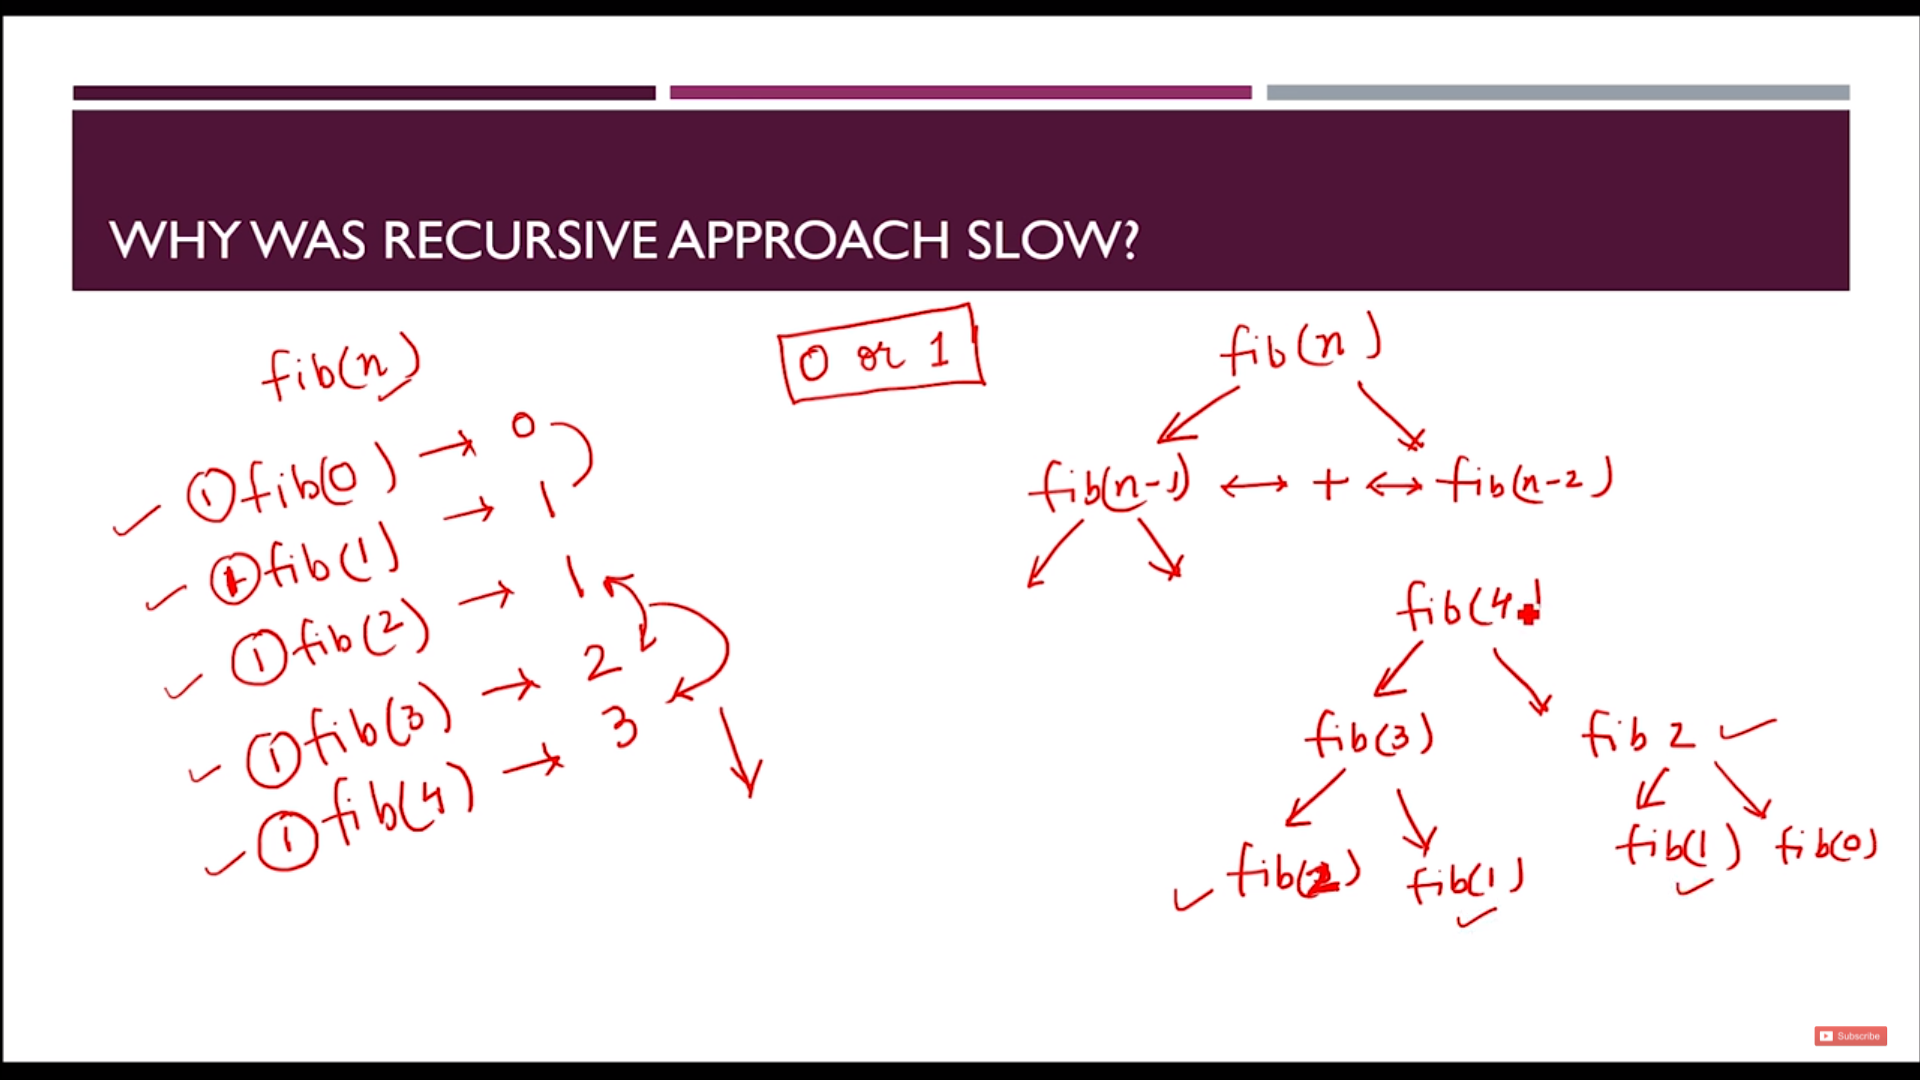 WHY WAS RECURSIVE APPROACH SLOW?
fib(n)
① fib(0) → 0
① fib(1) → 1
① fib(2) → 1
① fib(3) → 2
① fib(4) → 3
0 or 1
fib(n)
fib(n-1) ↔ + ↔ fib(n-2)
fib(4)
fib(3) fib 2
fib(2) fib(1) fib(1) fib(0)
Subscribe